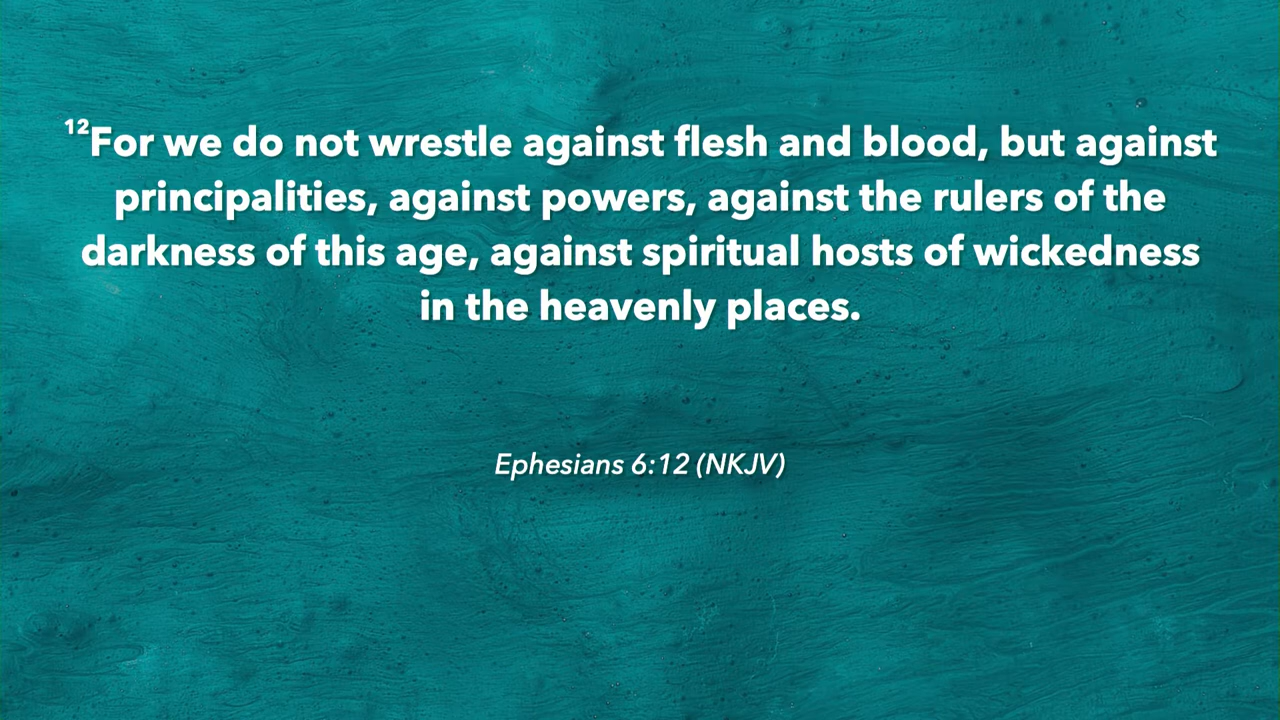 ¹²For we do not wrestle against flesh and blood, but against
principalities, against powers, against the rulers of the
darkness of this age, against spiritual hosts of wickedness
in the heavenly places.
Ephesians 6:12 (NKJV)